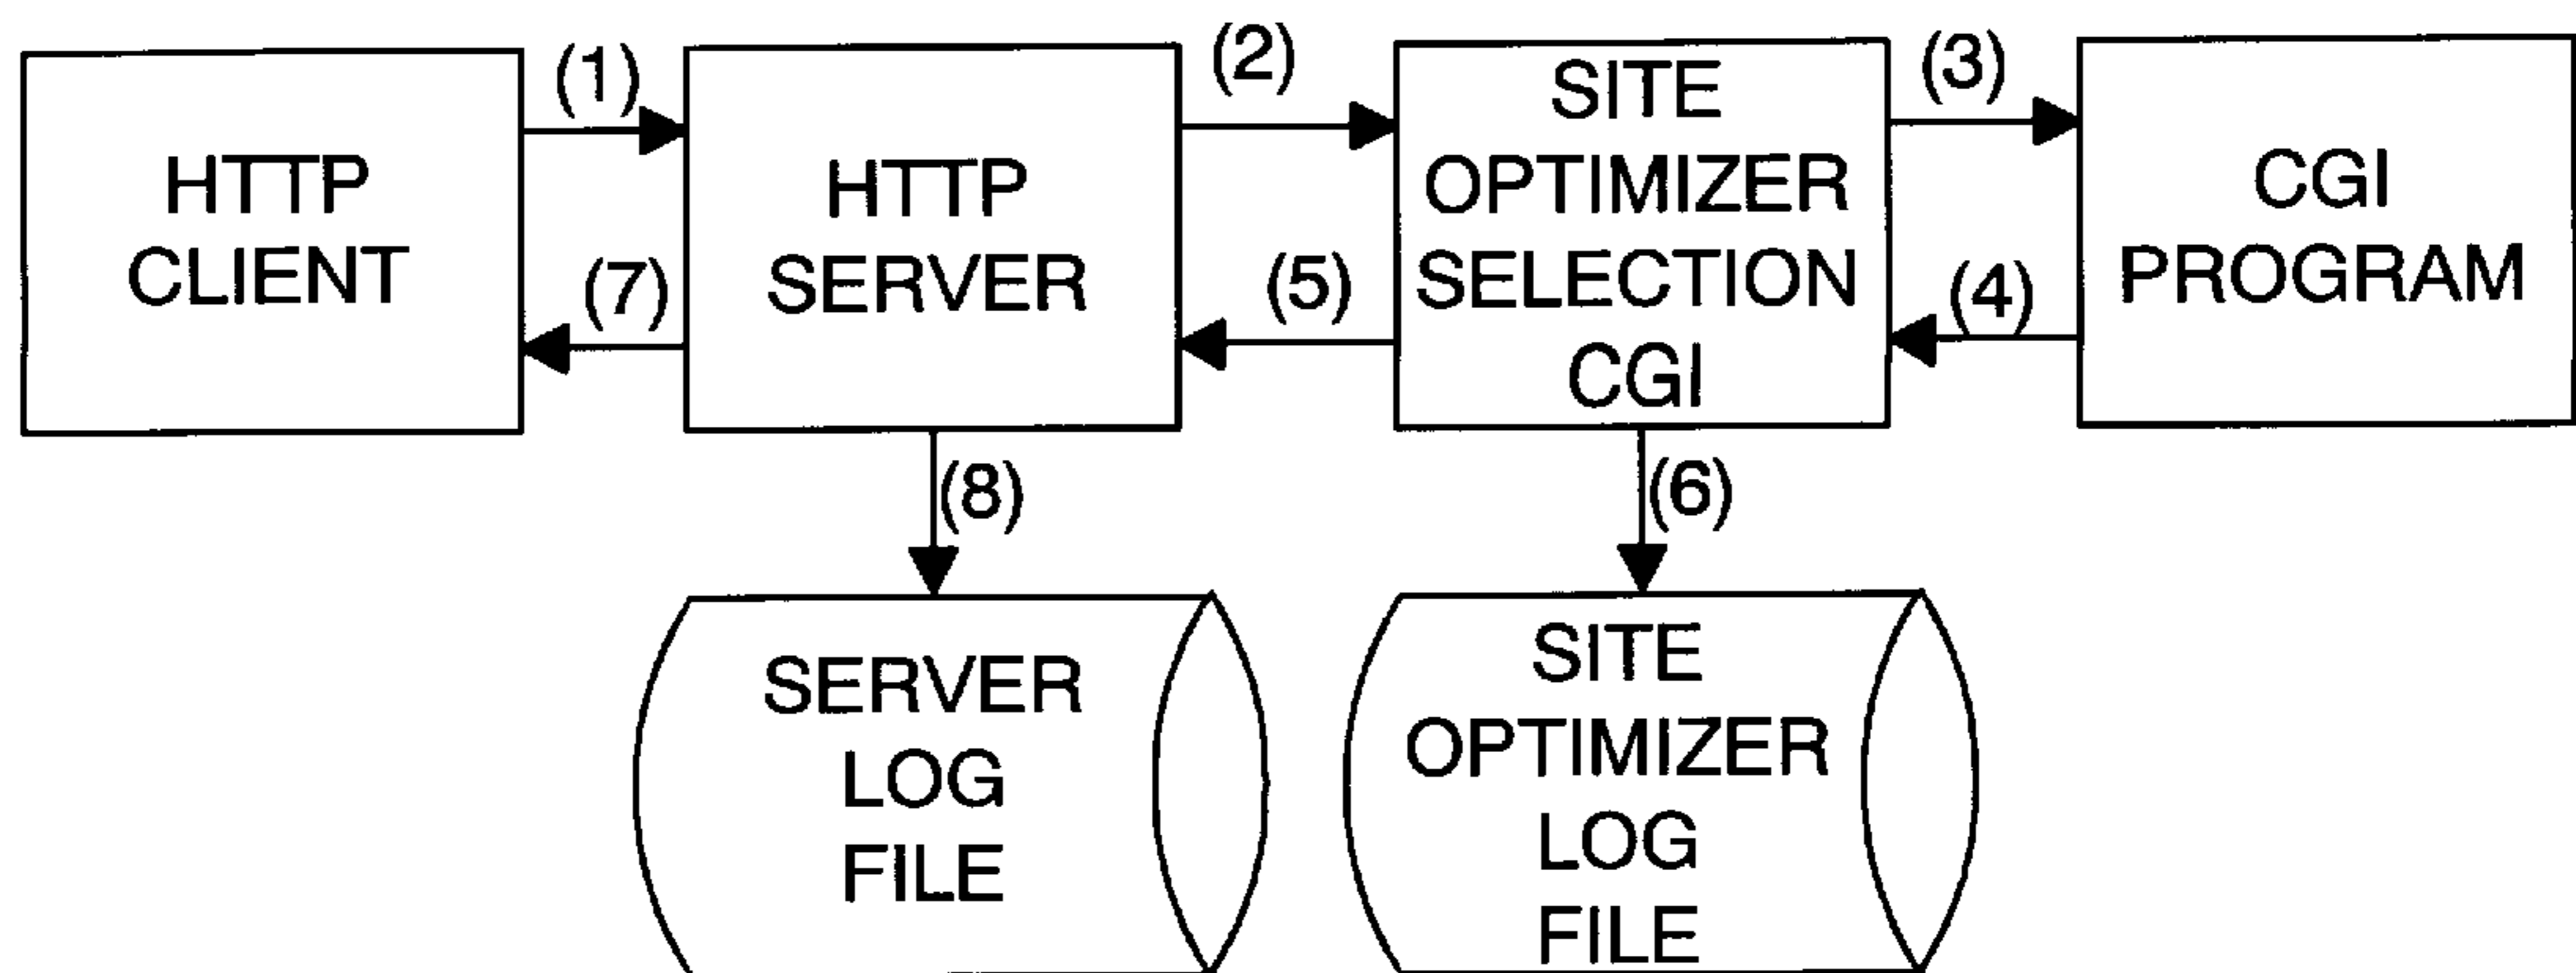 (1)
(2)
(3)
HTTP
CLIENT
(7)
HTTP
SERVER
(5)
SITE
OPTIMIZER
SELECTION
CGI
(4)
CGI
PROGRAM
(8)
(6)
SERVER
LOG
FILE
SITE
OPTIMIZER
LOG
FILE